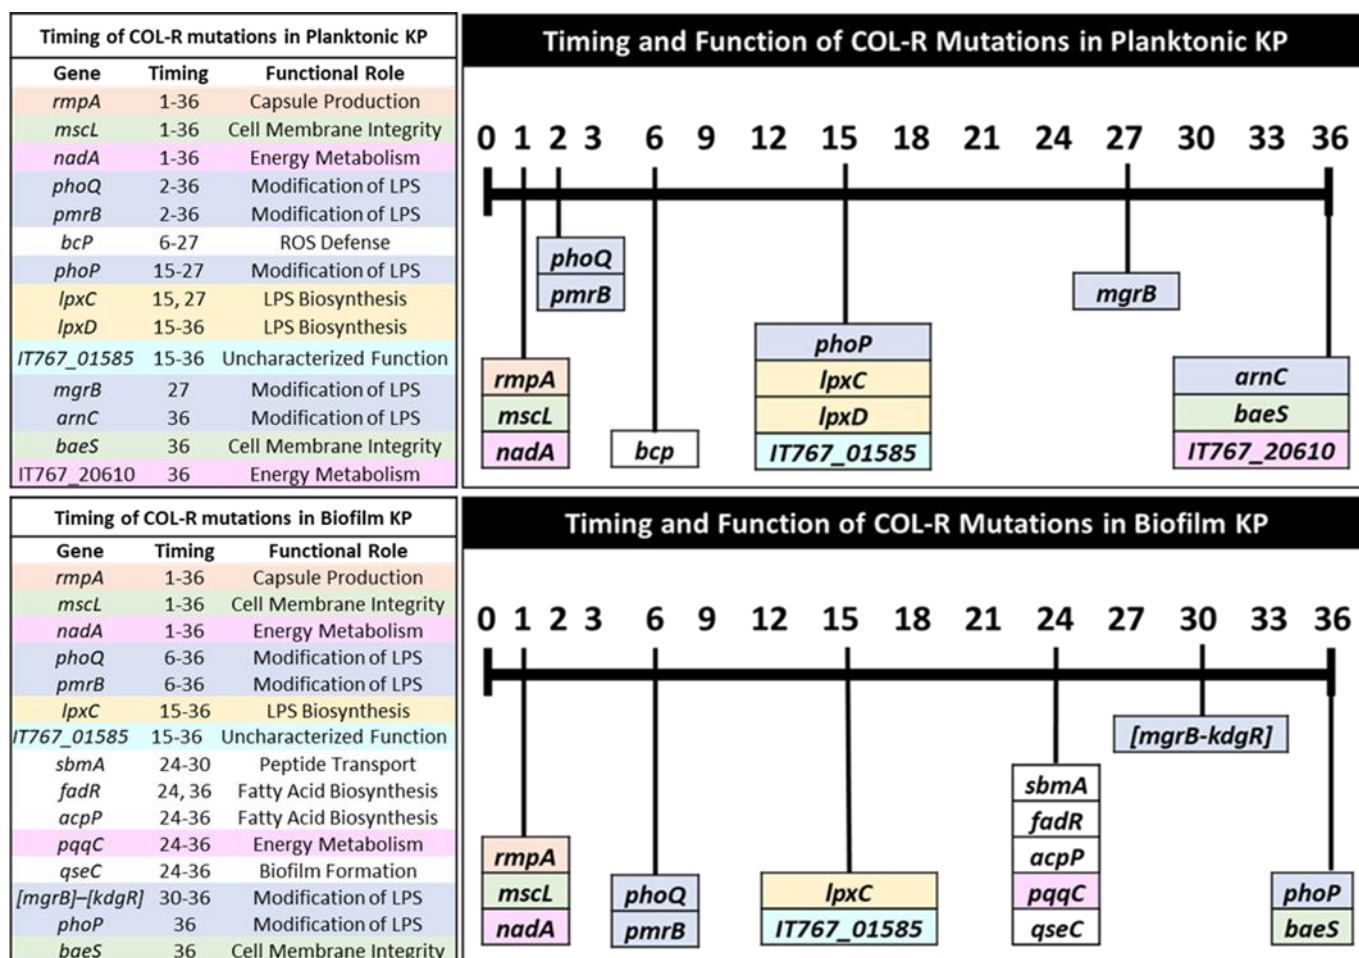 Timing of COL-R mutations in Planktonic KP
Gene Timing Functional Role
rmpA 1-36 Capsule Production
mscL 1-36 Cell Membrane Integrity
nadA 1-36 Energy Metabolism
phoQ 2-36 Modification of LPS
pmrB 2-36 Modification of LPS
bcP 6-27 ROS Defense
phoP 15-27 Modification of LPS
lpxC 15, 27 LPS Biosynthesis
lpxD 15-36 LPS Biosynthesis
IT767_01585 15-36 Uncharacterized Function
mgrB 27 Modification of LPS
arnC 36 Modification of LPS
baeS 36 Cell Membrane Integrity
IT767_20610 36 Energy Metabolism
Timing and Function of COL-R Mutations in Planktonic KP
0 1 2 3 6 9 12 15 18 21 24 27 30 33 36
phoQ
pmrB
mgrB
phoP
lpxC
lpxD
IT767_01585
rmpA
mscL
nadA
bcp
arnC
baeS
IT767_20610
Timing of COL-R mutations in Biofilm KP
Gene Timing Functional Role
rmpA 1-36 Capsule Production
mscL 1-36 Cell Membrane Integrity
nadA 1-36 Energy Metabolism
phoQ 6-36 Modification of LPS
pmrB 6-36 Modification of LPS
lpxC 15-36 LPS Biosynthesis
IT767_01585 15-36 Uncharacterized Function
sbmA 24-30 Peptide Transport
fadR 24, 36 Fatty Acid Biosynthesis
acpP 24-36 Fatty Acid Biosynthesis
pqqC 24-36 Energy Metabolism
qseC 24-36 Biofilm Formation
[mgrB]–[kdgR] 30-36 Modification of LPS
phoP 36 Modification of LPS
baeS 36 Cell Membrane Integrity
Timing and Function of COL-R Mutations in Biofilm KP
0 1 2 3 6 9 12 15 18 21 24 27 30 33 36
[mgrB-kdgR]
sbmA
fadR
acpP
pqqC
qseC
rmpA
mscL
nadA
phoQ
pmrB
lpxC
IT767_01585
phoP
baeS